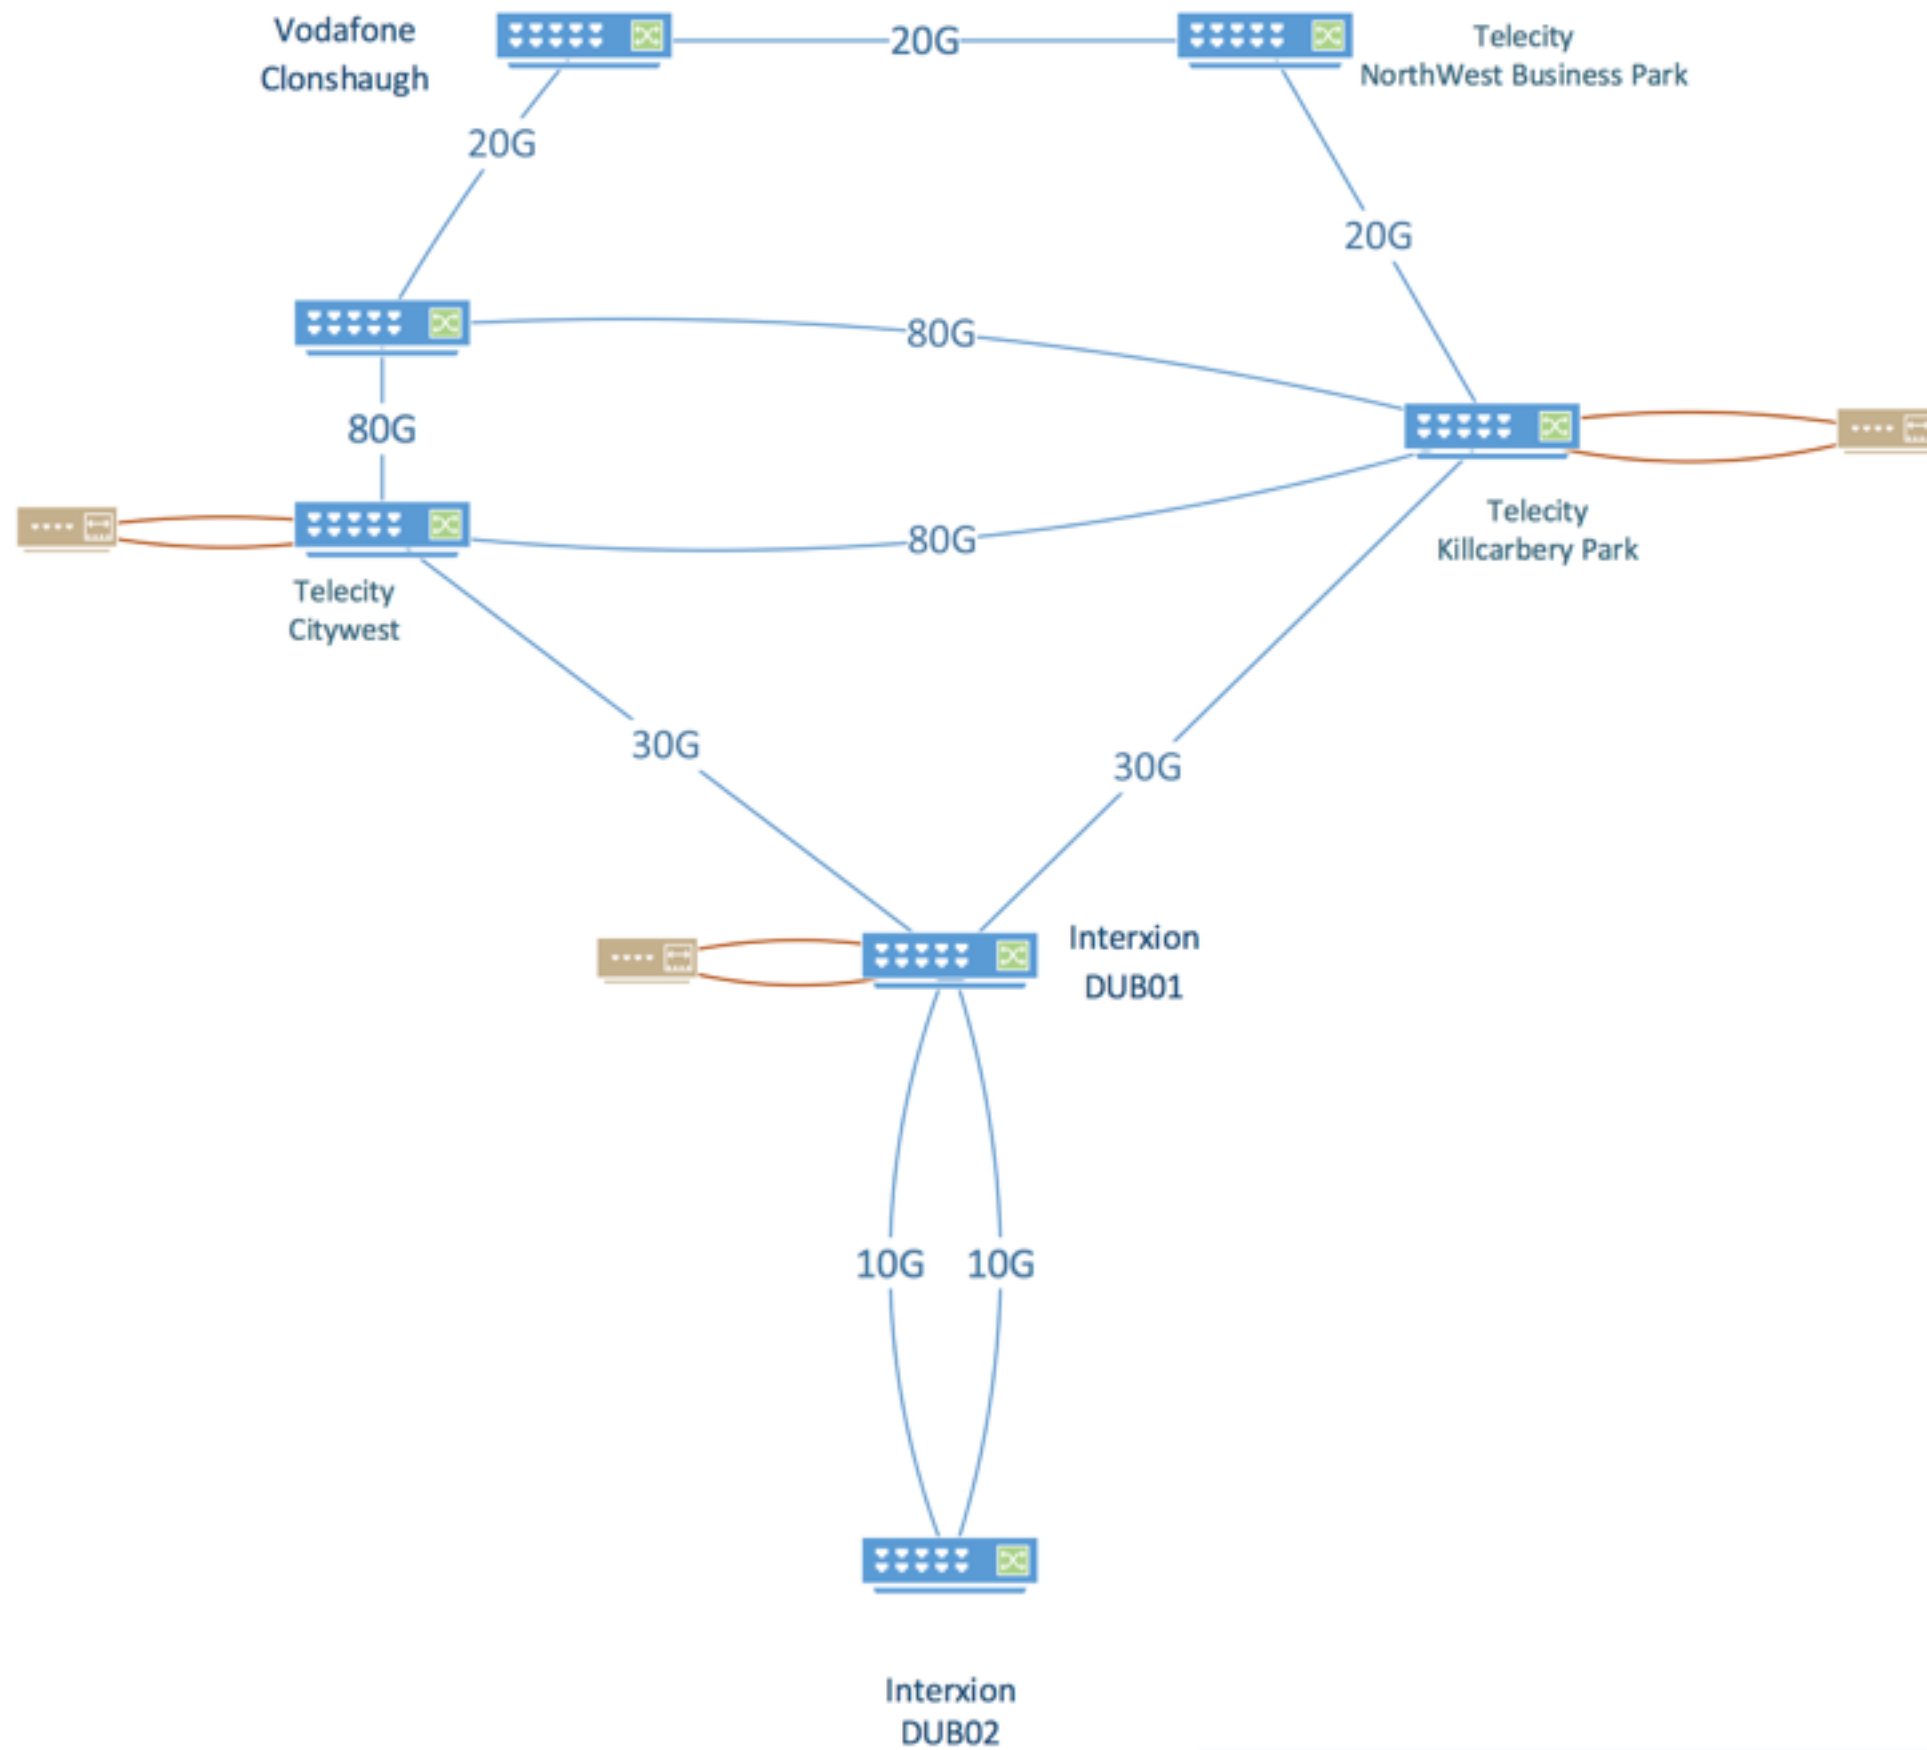 Vodafone
Clonshaugh
20G
Telecity
NorthWest Business Park
20G
20G
80G
80G
80G
Telecity
Killcarbery Park
Telecity
Citywest
30G
30G
Interxion
DUB01
10G
10G
Interxion
DUB02